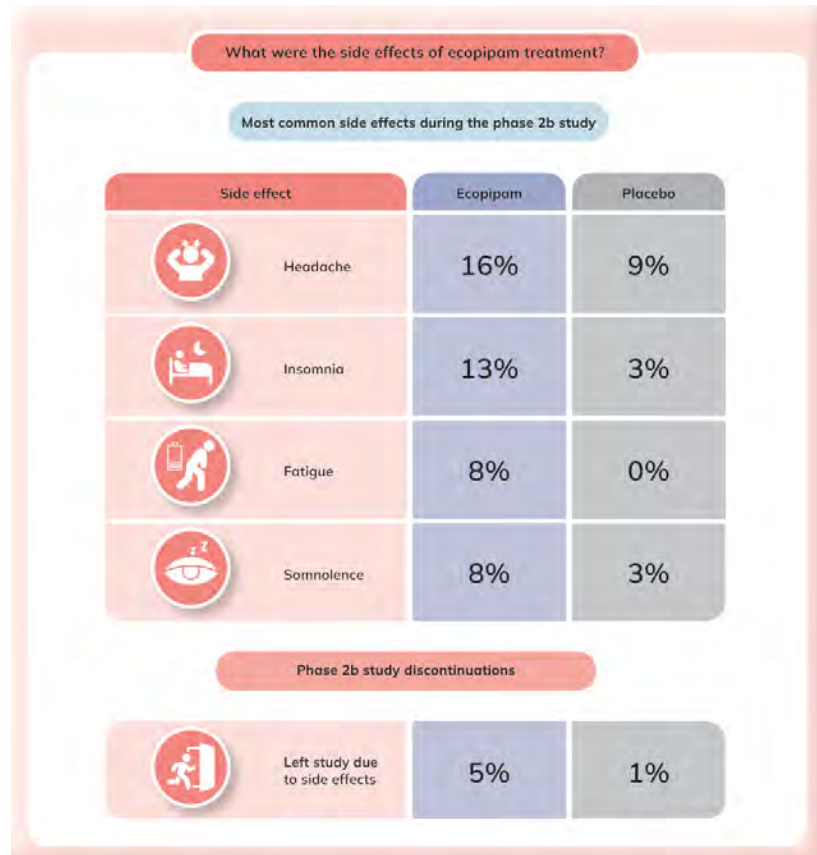 What were the side effects of ecopipam treatment?
Most common side effects during the phase 2b study
Side effect Ecopipam Placebo
Headache 16% 9%
Insomnia 13% 3%
Fatigue 8% 0%
z z
Somnolence 8% 3%
Phase 2b study discontinuations
Left study due
to side effects 5% 1%